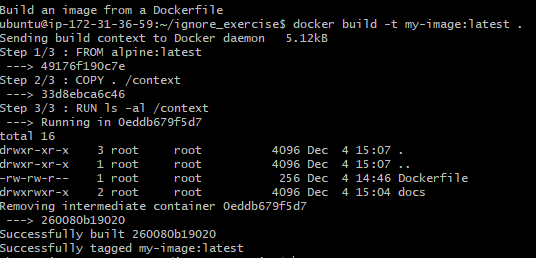 Build an image from a Dockerfile
ubuntu@ip-172-31-36-59:~/ignore_exercise$ docker build -t my-image:latest .
Sending build context to Docker daemon   5.12kB
Step 1/3 : FROM alpine:latest
 ---> 49176f190c7e
Step 2/3 : COPY . /context
 ---> 33d8ebca6c46
Step 3/3 : RUN ls -al /context
 ---> Running in 0eddb679f5d7
total 16
drwxr-xr-x    3 root     root          4096 Dec  4 15:07 .
drwxr-xr-x    1 root     root          4096 Dec  4 15:07 ..
-rw-rw-r--    1 root     root           256 Dec  4 14:46 Dockerfile
drwxrwxr-x    2 root     root          4096 Dec  4 15:04 docs
Removing intermediate container 0eddb679f5d7
 ---> 260080b19020
Successfully built 260080b19020
Successfully tagged my-image:latest